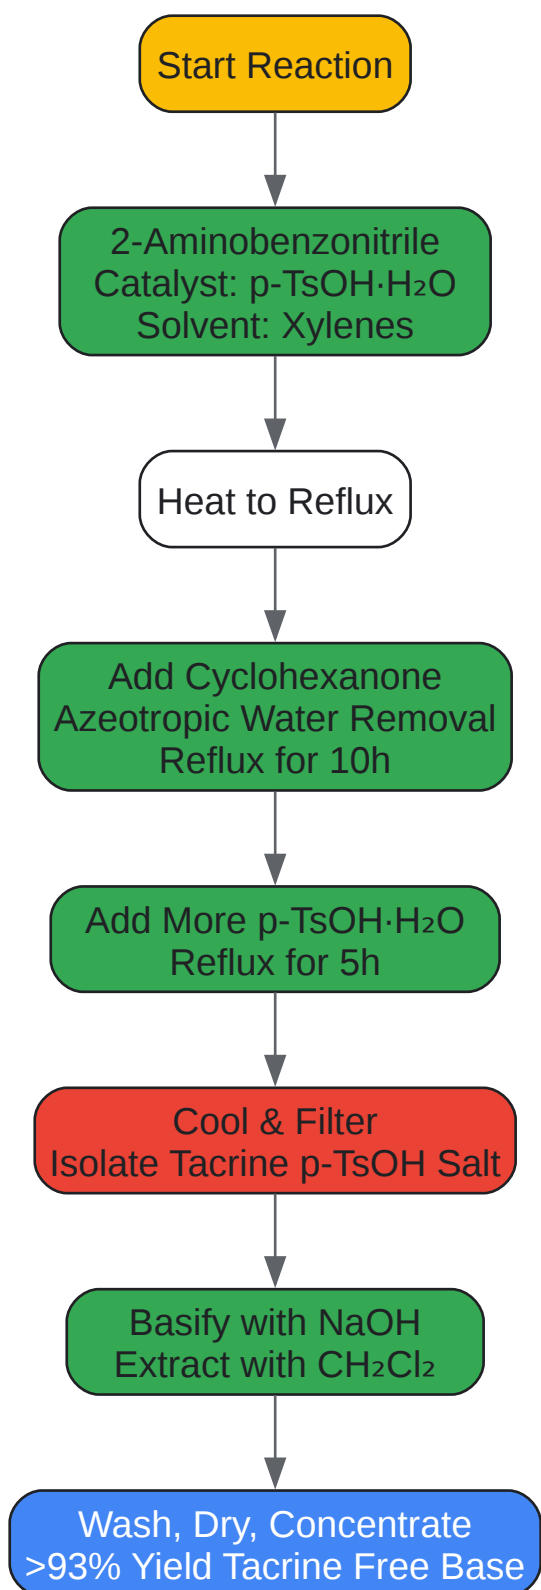 Start Reaction
2-Aminobenzonitrile
Catalyst: p-TsOH·H₂O
Solvent: Xylenes
Heat to Reflux
Add Cyclohexanone
Azeotropic Water Removal
Reflux for 10h
Add More p-TsOH·H₂O
Reflux for 5h
Cool & Filter
Isolate Tacrine p-TsOH Salt
Basify with NaOH
Extract with CH₂Cl₂
Wash, Dry, Concentrate
>93% Yield Tacrine Free Base